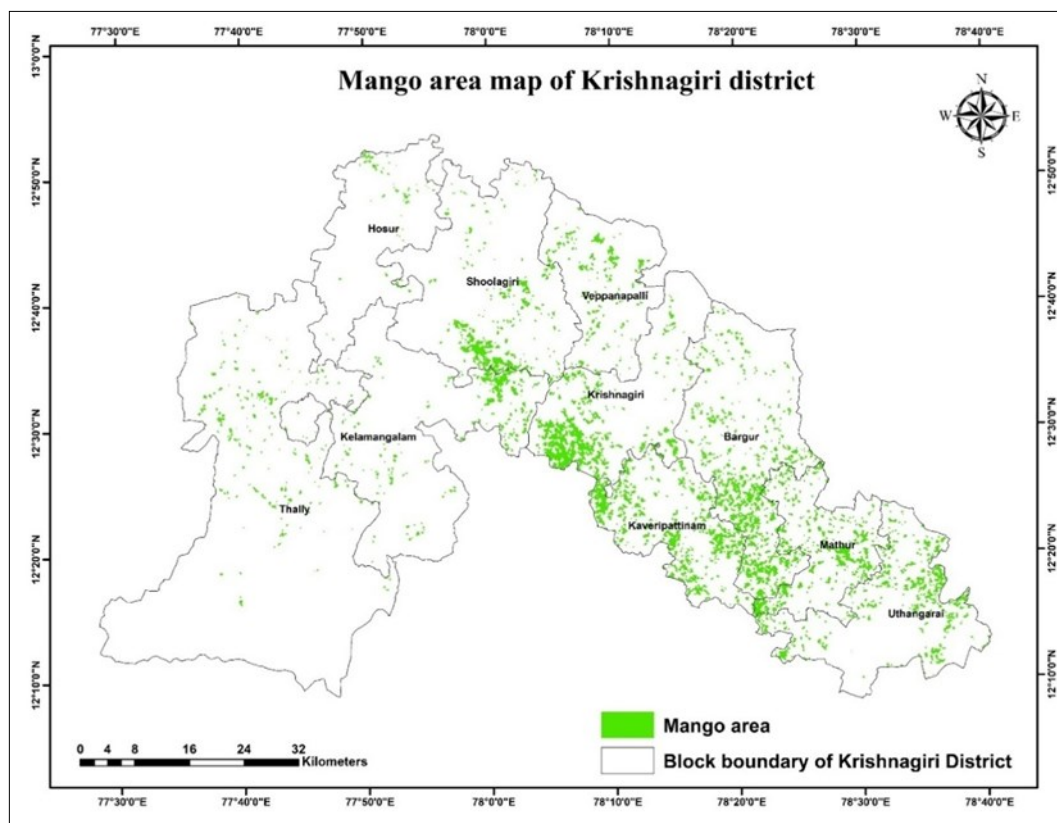 77°30'0"E 77°40'0"E 77°50'0"E 78°0'0"E 78°10'0"E 78°20'0"E 78°30'0"E 78°40'0"E
13°0'0"N
Mango area map of Krishnagiri district
N
W E
S
12°50'0"N 12°50'0"N
Hosur
Shoolagiri
Veppanapalli
12°40'0"N 12°40'0"N
Krishnagiri
12°30'0"N 12°30'0"N
Kelamangalam
Bargur
Thally
Kaveripattinam
Mathur
12°20'0"N 12°20'0"N
Uthangarai
12°10'0"N 12°10'0"N
Mango area
0 4 8 16 24 32
Kilometers
Block boundary of Krishnagiri District
77°30'0"E 77°40'0"E 77°50'0"E 78°0'0"E 78°10'0"E 78°20'0"E 78°30'0"E 78°40'0"E